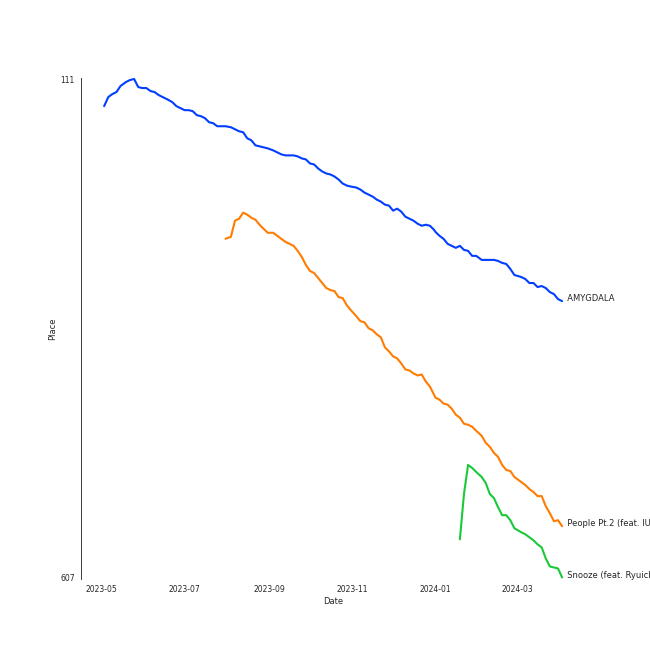 111
AMYGDALA
Place
People Pt.2 (feat. IU
Snooze (feat. Ryuic
607
2023-05
2023-07
2023-09
2023-11
2024-01
2024-03
Date